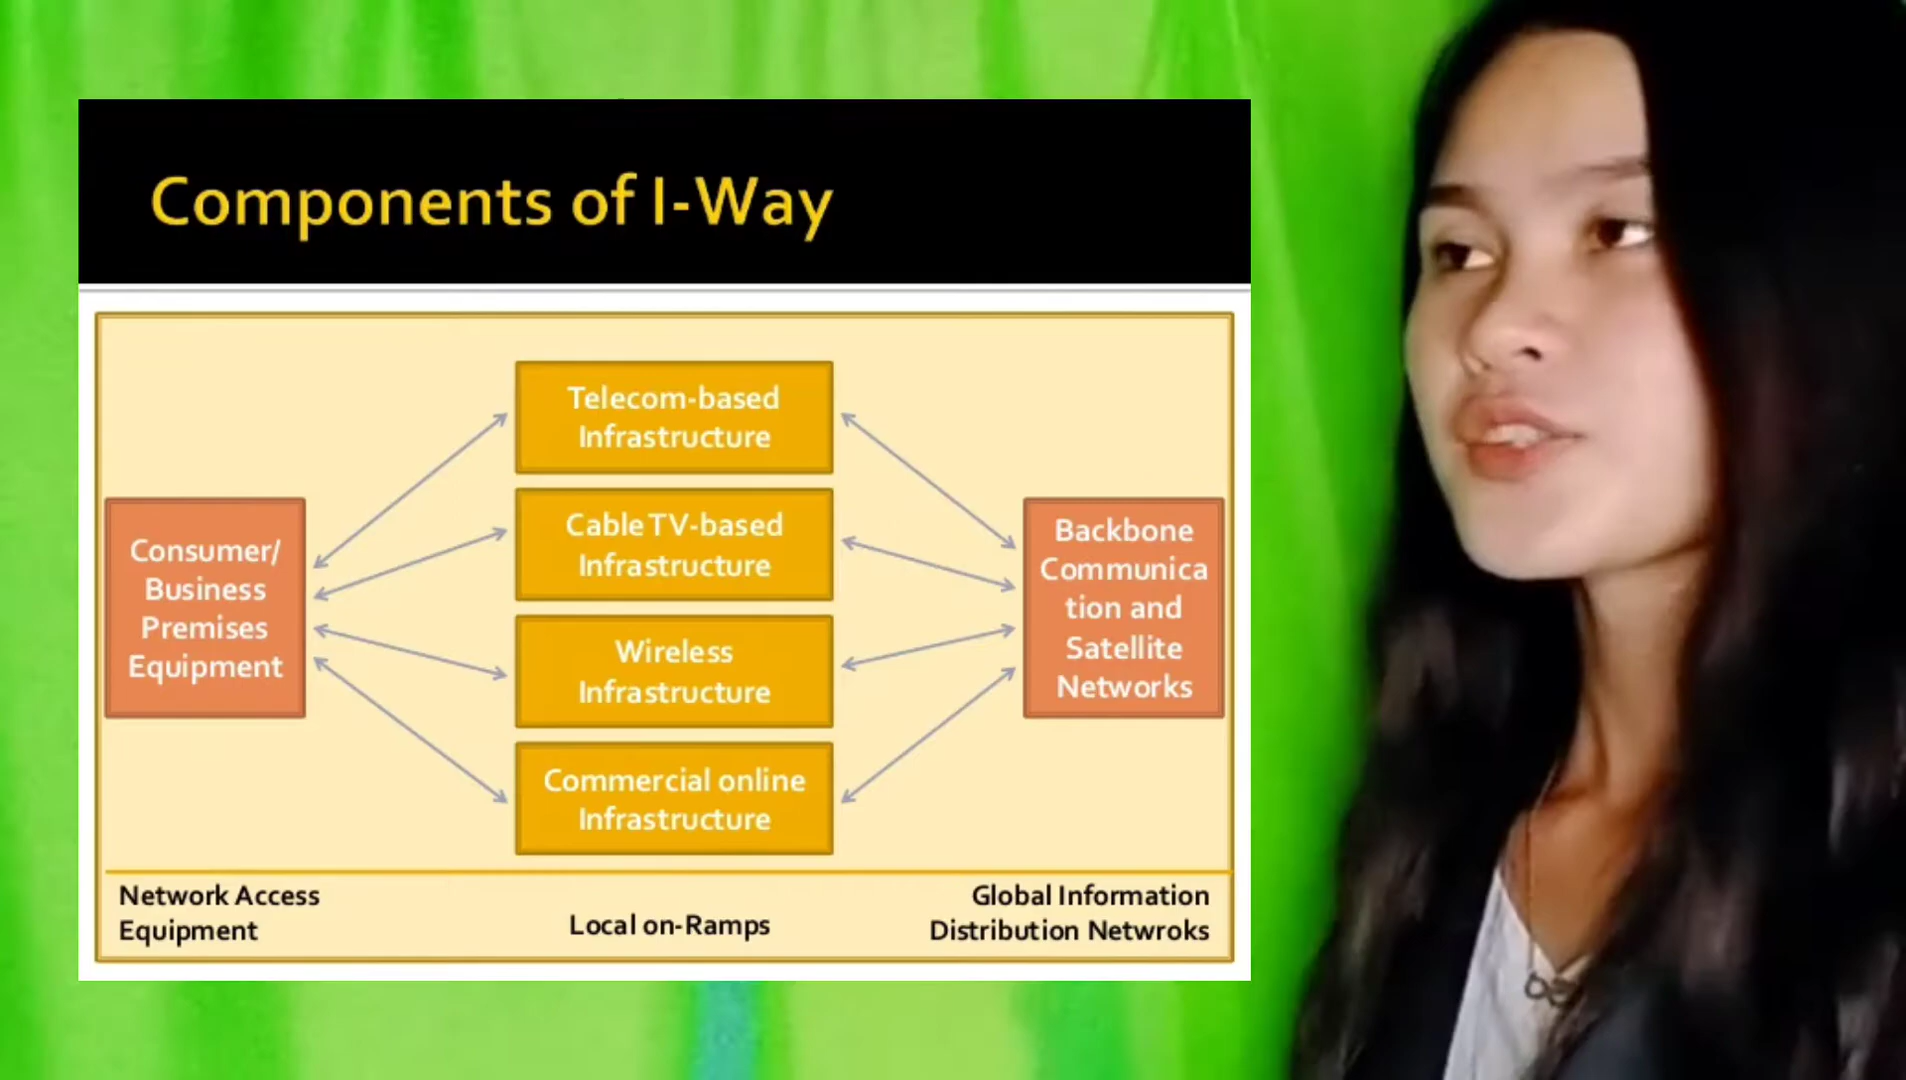 Components of I-Way
Telecom-based
Infrastructure
Cable TV-based
Infrastructure
Wireless
Infrastructure
Commercial online
Infrastructure
Consumer/
Business
Premises
Equipment
Backbone
Communica
tion and
Satellite
Networks
Network Access
Equipment
Local on-Ramps
Global Information
Distribution Netwroks